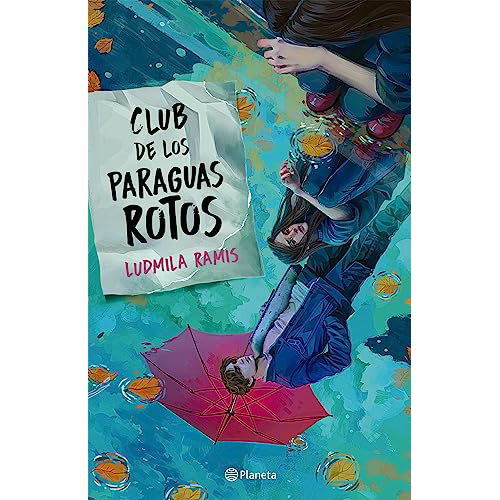 CLUB
DE LOS
PARAGUAS
ROTOS
LUDMILA RAMIS
Planeta